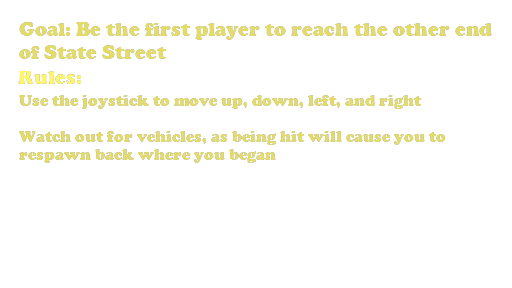 Goal: Be the first player to reach the other end
of State Street
Rules:
Use the joystick to move up, down, left, and right
Watch out for vehicles, as being hit will cause you to
respawn back where you began